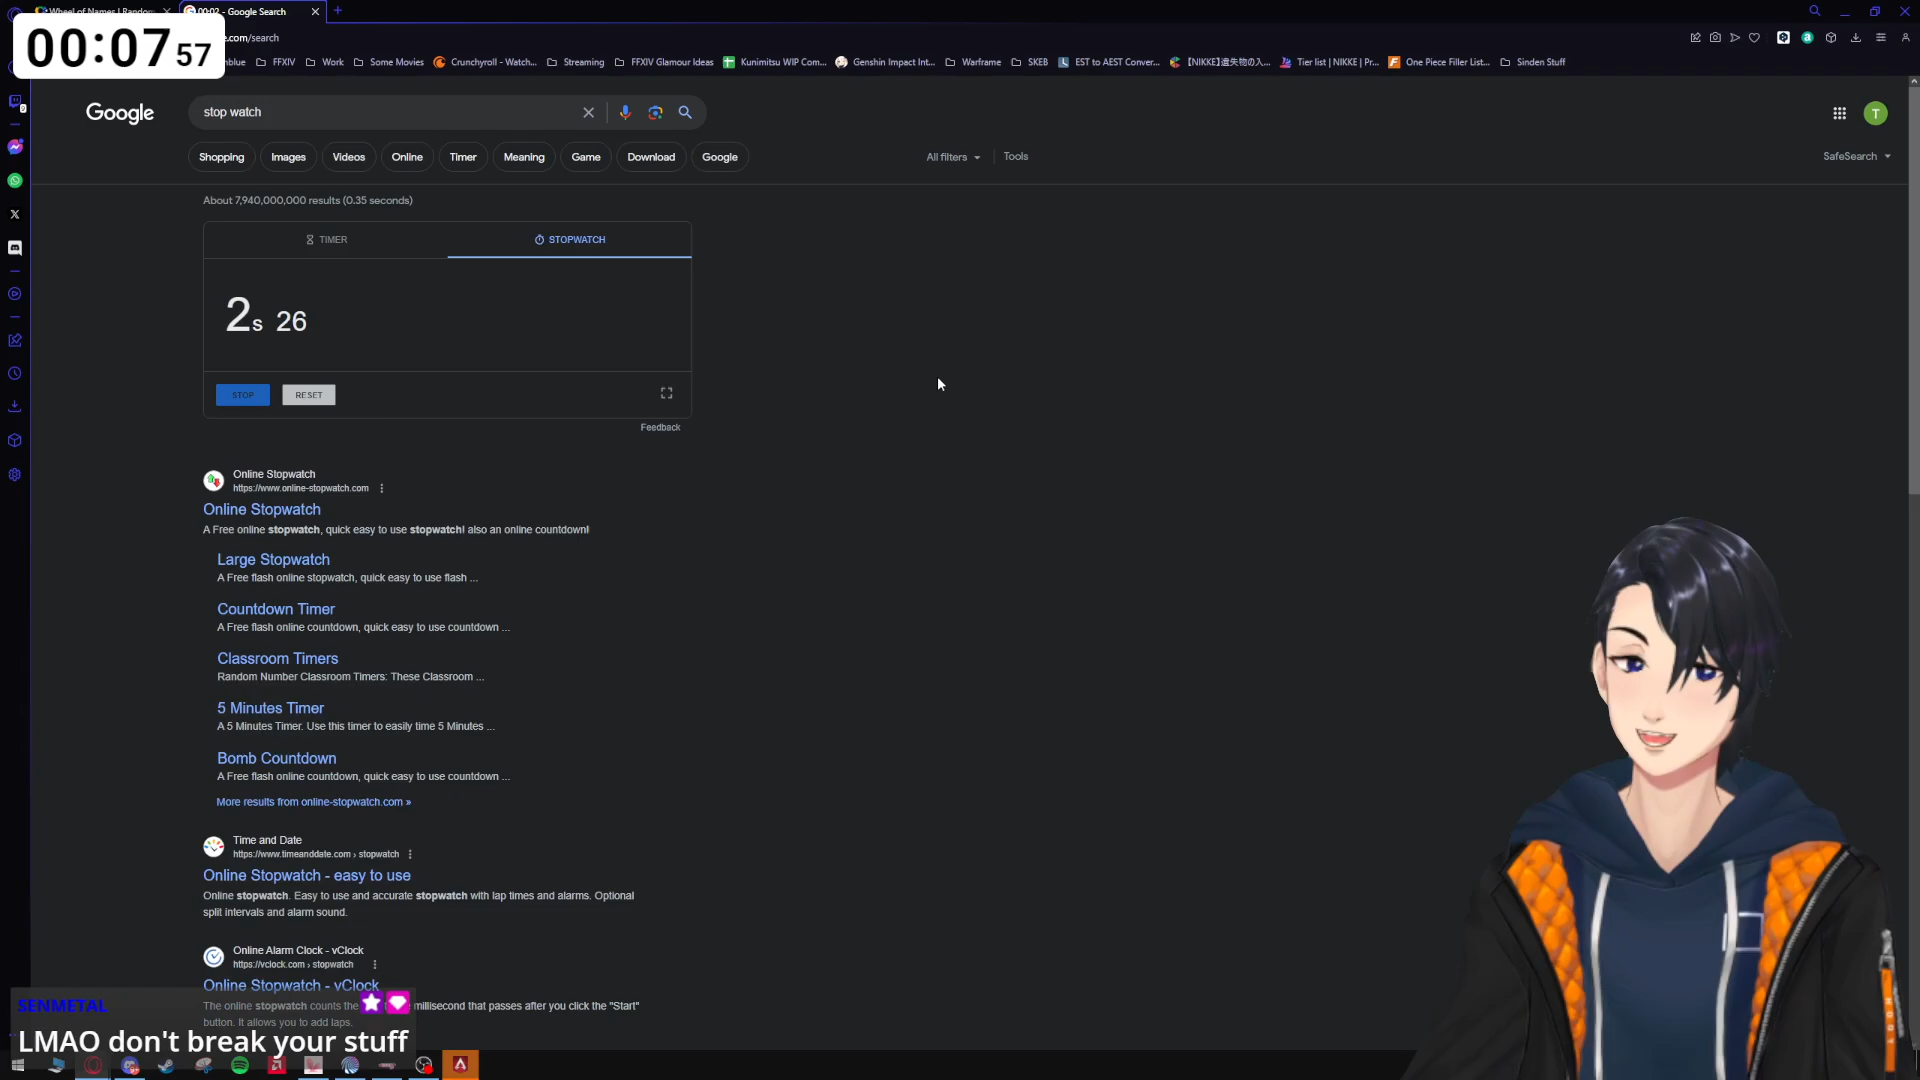 00:07 57
Wheel of Names | Random
00:02 - Google Search
e.com/search
FFXIV
Work
Some Movies
Crunchyroll - Watch...
Streaming
FFXIV Glamour Ideas
Kunimitsu WIP Com...
Genshin Impact Int...
Warframe
SKEB
EST to AEST Conver...
【NIKKE】遺失物の入...
Tier list | NIKKE | Pr...
One Piece Filler List...
Sinden Stuff
Google
stop watch
T
Shopping
Images
Videos
Online
Timer
Meaning
Game
Download
Google
All filters
Tools
SafeSearch
About 7,940,000,000 results (0.35 seconds)
TIMER
STOPWATCH
2s 26
STOP
RESET
Feedback
Online Stopwatch
https://www.online-stopwatch.com
Online Stopwatch
A Free online stopwatch, quick easy to use stopwatch! also an online countdown!
Large Stopwatch
A Free flash online stopwatch, quick easy to use flash ...
Countdown Timer
A Free flash online countdown, quick easy to use countdown ...
Classroom Timers
Random Number Classroom Timers: These Classroom ...
5 Minutes Timer
A 5 Minutes Timer. Use this timer to easily time 5 Minutes ...
Bomb Countdown
A Free flash online countdown, quick easy to use countdown ...
More results from online-stopwatch.com »
Time and Date
https://www.timeanddate.com › stopwatch
Online Stopwatch - easy to use
Online stopwatch. Easy to use and accurate stopwatch with lap times and alarms. Optional
split intervals and alarm sound.
Online Alarm Clock - vClock
https://vclock.com › stopwatch
Online Stopwatch - vClock
The online stopwatch counts the millisecond that passes after you click the "Start"
button. It allows you to add laps.
SENMETAL
LMAO don't break your stuff